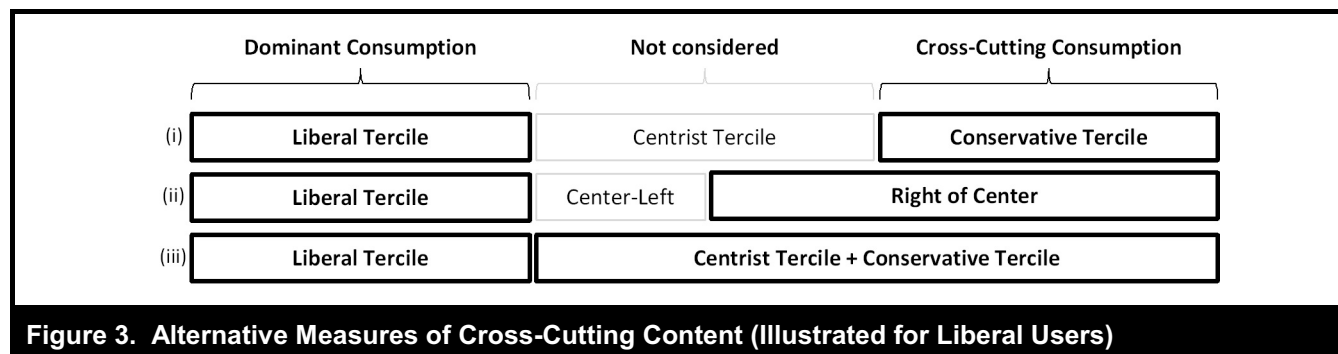 Dominant Consumption Not considered Cross-Cutting Consumption
(i) Liberal Tercile Centrist Tercile Conservative Tercile
(ii) Liberal Tercile Center-Left Right of Center
(iii) Liberal Tercile Centrist Tercile + Conservative Tercile
Figure 3. Alternative Measures of Cross-Cutting Content (Illustrated for Liberal Users)